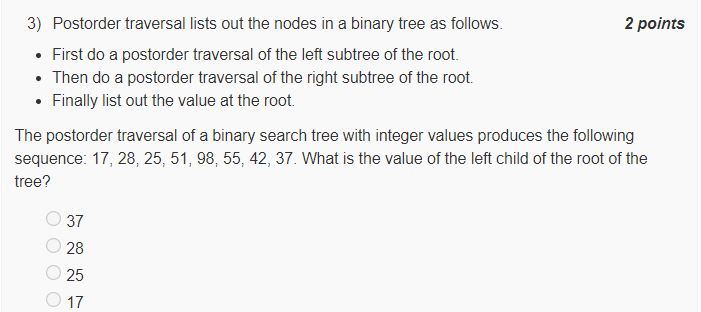 3) Postorder traversal lists out the nodes in a binary tree as follows. 2 points
• First do a postorder traversal of the left subtree of the root.
• Then do a postorder traversal of the right subtree of the root.
• Finally list out the value at the root.
The postorder traversal of a binary search tree with integer values produces the following
sequence: 17, 28, 25, 51, 98, 55, 42, 37. What is the value of the left child of the root of the
tree?
37
28
25
17